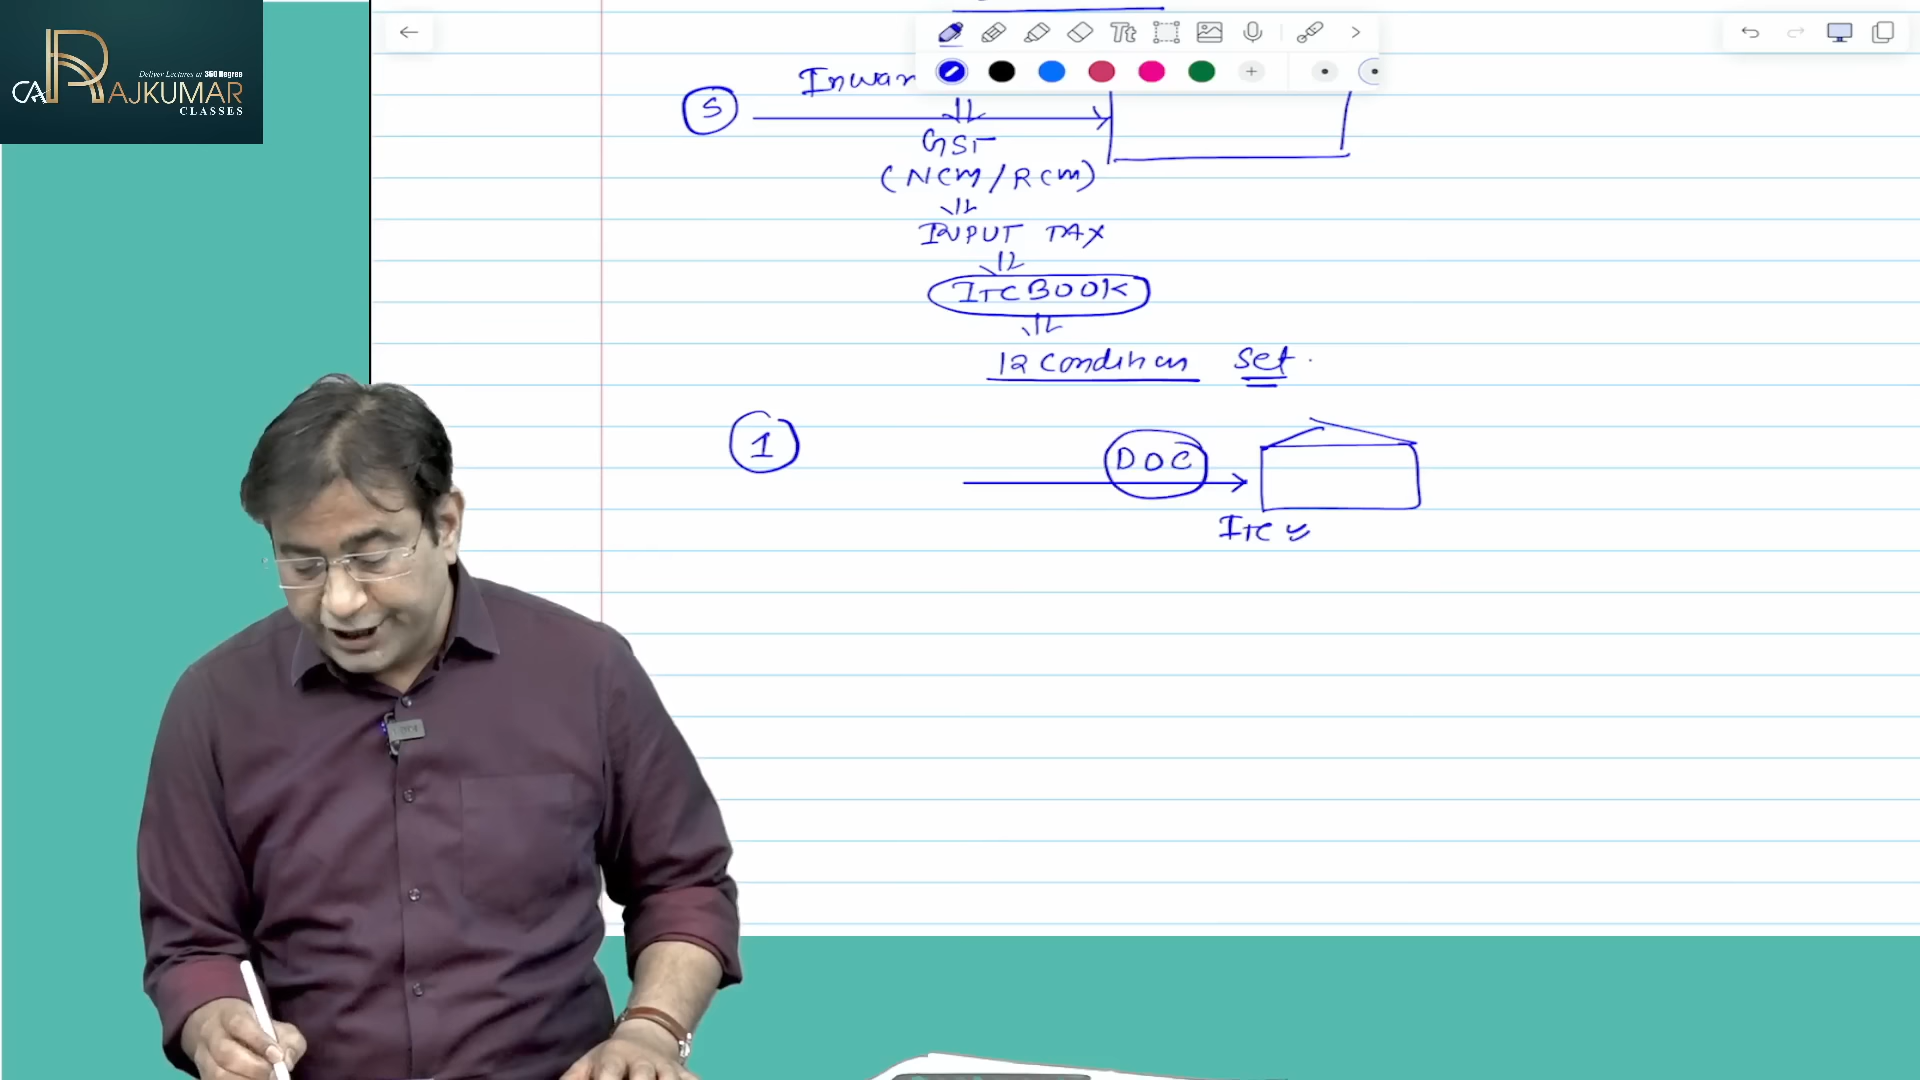 Deliver Lectures at 360 Degree
CA RAJKUMAR
CLASSES
Tt
Inwar
S
GST
(NCM/RCM)
INPUT TAX
ITC BOOK
12 Condition Set.
1
DOC
ITC